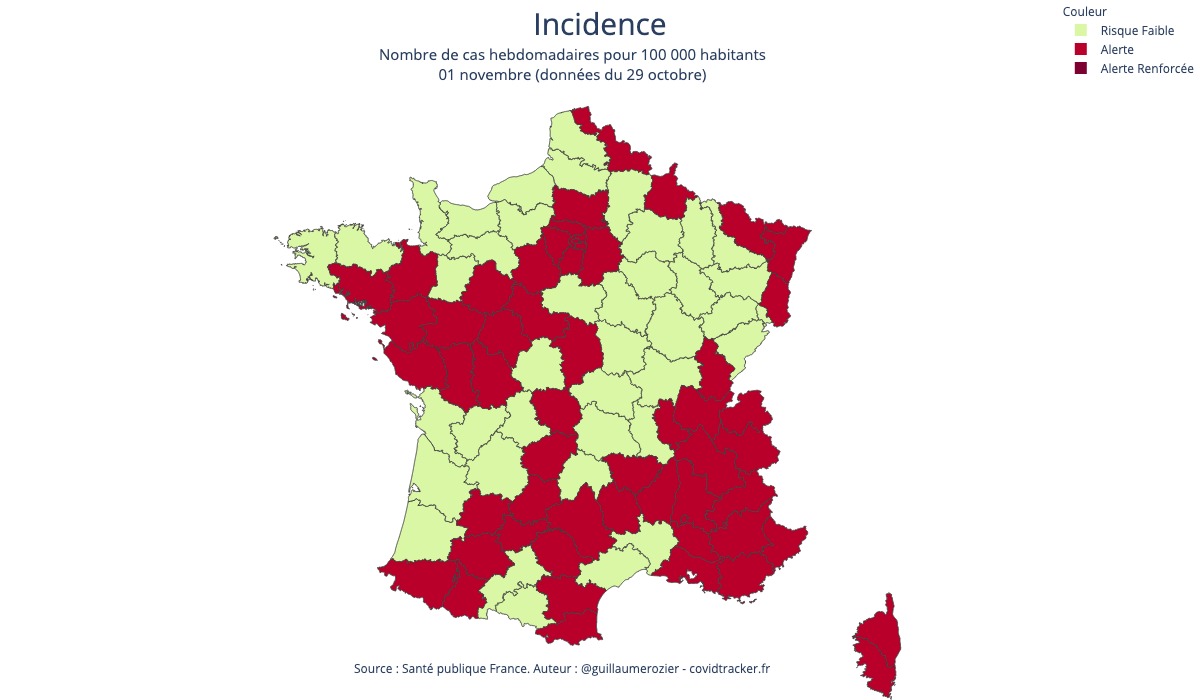 Incidence
Nombre de cas hebdomadaires pour 100 000 habitants
01 novembre (données du 29 octobre)
Couleur
Risque Faible
Alerte
Alerte Renforcée
Source : Santé publique France. Auteur : @guillaumerozier - covidtracker.fr